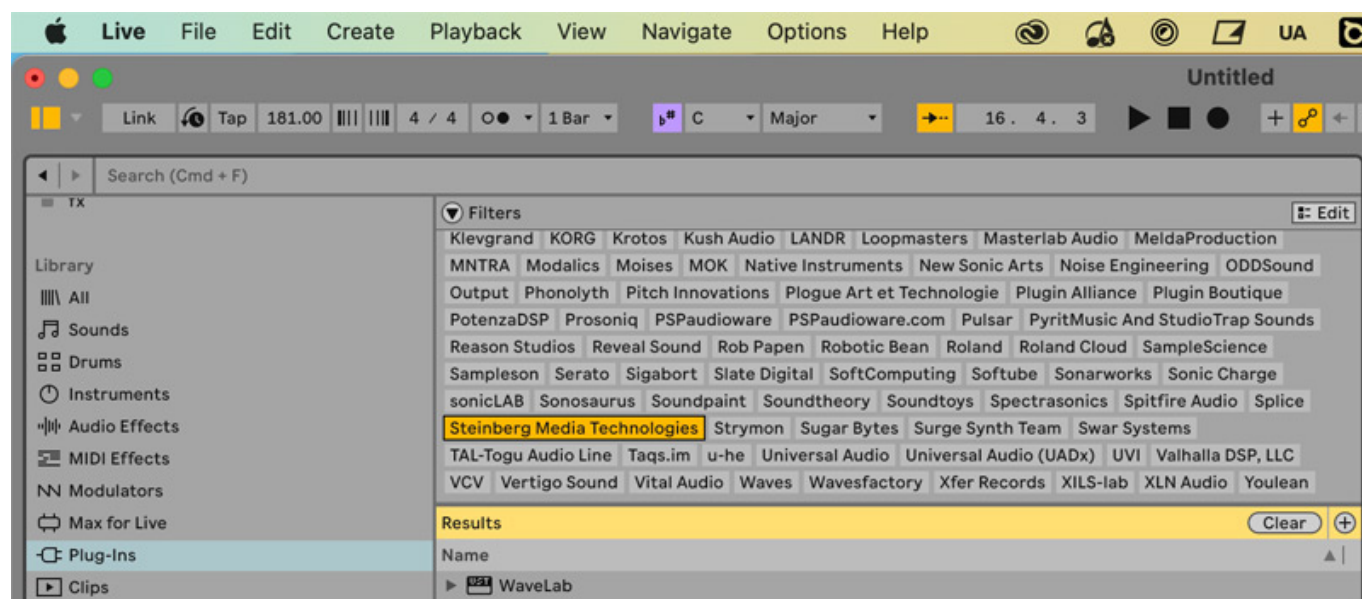 Live File Edit Create Playback View Navigate Options Help UA
Untitled
Link Tap 181.00 4 / 4 1 Bar C Major 16. 4. 3
Search (Cmd + F)
fx
Filters Edit
Klevgrand KORG Krotos Kush Audio LANDR Loopmasters Masterlab Audio MeldaProduction
Library
MNTRA Modalics Moises MOK Native Instruments New Sonic Arts Noise Engineering ODDSound
All
Output Phonolyth Pitch Innovations Plogue Art et Technologie Plugin Alliance Plugin Boutique
Sounds
PotenzaDSP Prosoniq PSPaudioware PSPaudioware.com Pulsar PyritMusic And StudioTrap Sounds
Reason Studios Reveal Sound Rob Papen Robotic Bean Roland Roland Cloud SampleScience
Drums
Sampleson Serato Sigabort Slate Digital SoftComputing Softube Sonarworks Sonic Charge
Instruments
sonicLAB Sonosaurus Soundpaint Soundtheory Soundtoys Spectrasonics Spitfire Audio Splice
Audio Effects
Steinberg Media Technologies Strymon Sugar Bytes Surge Synth Team Swar Systems
MIDI Effects
TAL-Togu Audio Line Taqs.im u-he Universal Audio Universal Audio (UADx) UVI Valhalla DSP, LLC
Modulators
VCV Vertigo Sound Vital Audio Waves Wavesfactory Xfer Records XILS-lab XLN Audio Youlean
Max for Live
Results Clear
Plug-Ins
Name
Clips
VST WaveLab